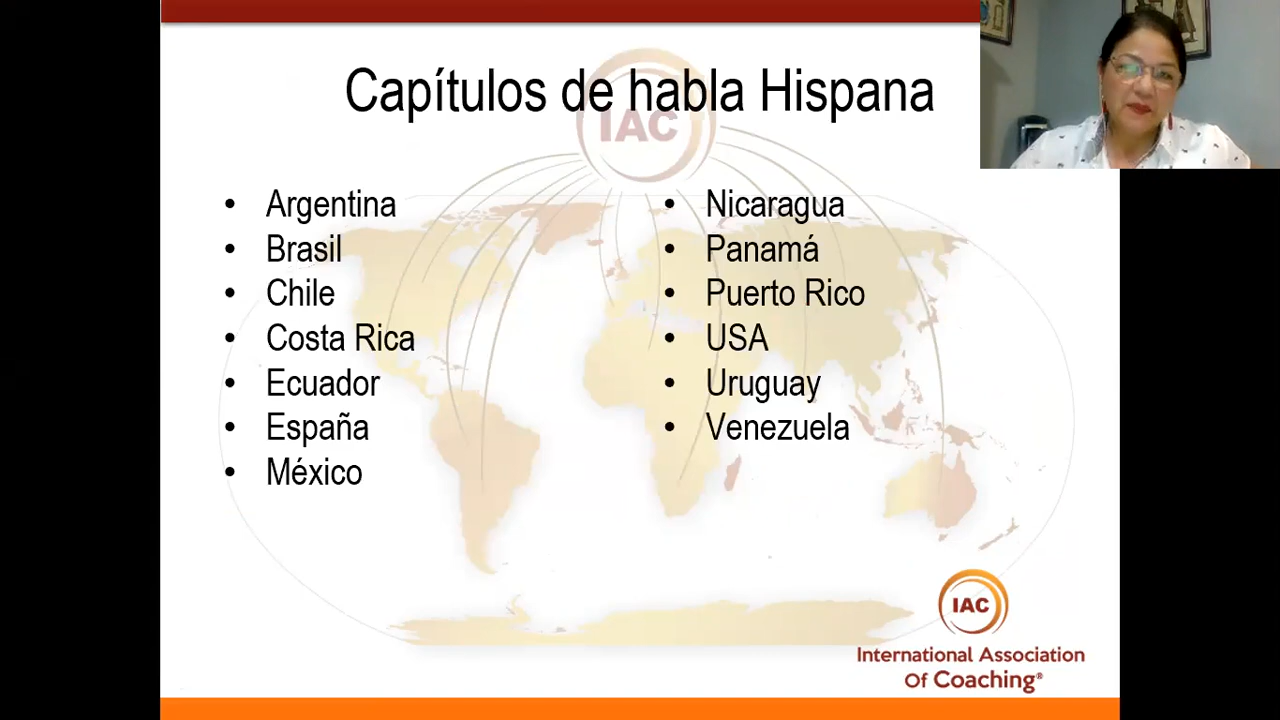 Capítulos de habla Hispana
IAC
• Argentina
• Brasil
• Chile
• Costa Rica
• Ecuador
• España
• México
• Nicaragua
• Panamá
• Puerto Rico
• USA
• Uruguay
• Venezuela
IAC
International Association
Of Coaching®